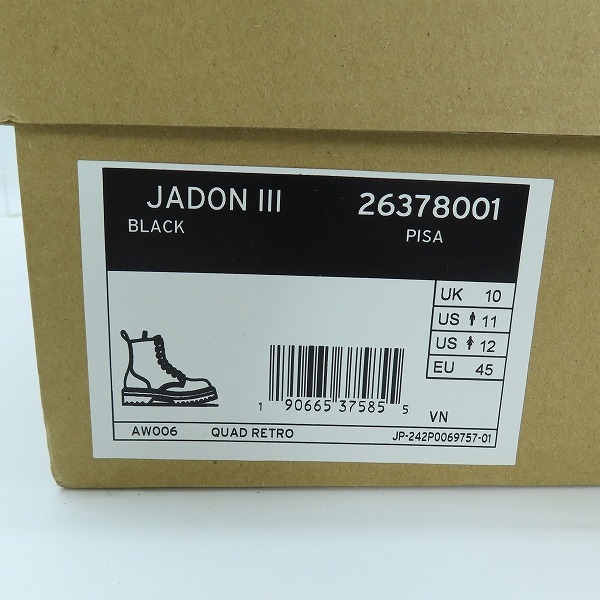 JADON III 26378001
BLACK PISA
UK 10
US 11
US 12
EU 45
1 90665 37585 5
VN
AW006 QUAD RETRO JP-242P0069757-01